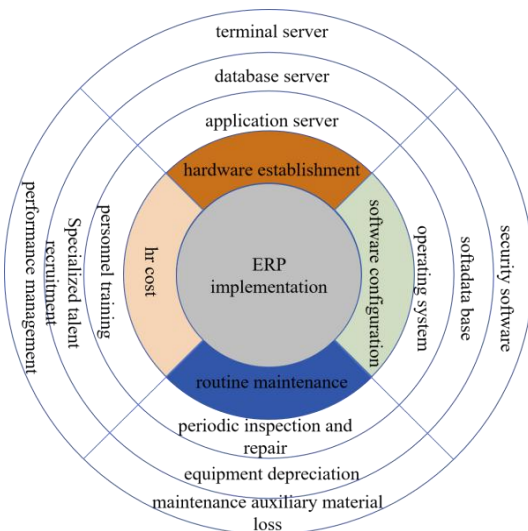 terminal server
database server
application server
hardware establishment
performance management
Specialized talent
recruitment
personnel training
hr cost
ERP
implementation
software configuration
operating system
softadata base
security software
routine maintenance
periodic inspection and
repair
equipment depreciation
maintenance auxiliary material
loss